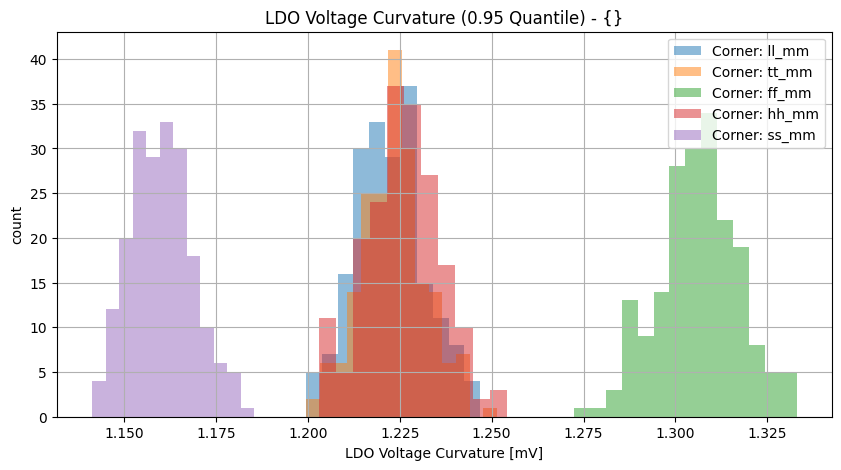 LDO Voltage Curvature (0.95 Quantile) - {}
Corner: ll_mm
Corner: tt_mm
Corner: ff_mm
Corner: hh_mm
Corner: ss_mm
count
40
35
30
25
20
15
10
5
0
1.150 1.175 1.200 1.225 1.250 1.275 1.300 1.325
LDO Voltage Curvature [mV]